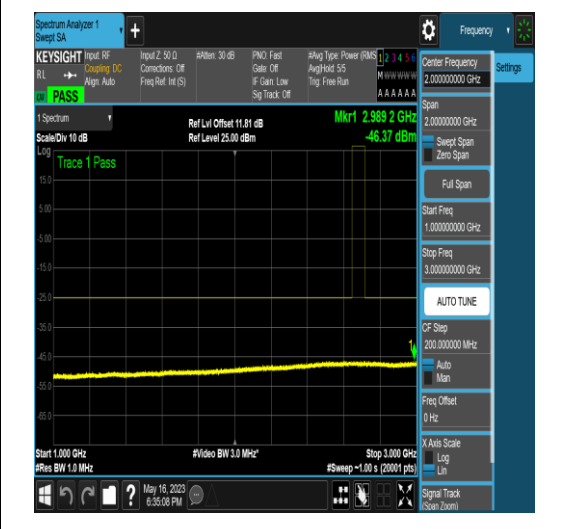 Spectrum Analyzer 1
Swept SA
+
Frequency
KEYSIGHT
RL
PASS
Input: RF
Coupling: DC
Align: Auto
Input Z: 50 Ω
Corrections: Off
Freq Ref: Int (S)
#Atten: 30 dB
PNO: Fast
Gate: Off
IF Gain: Low
Sig Track: Off
#Avg Type: Power (RMS
Avg|Hold: 5/5
Trig: Free Run
1 2 3 4 5 6
M W W W W W
A A A A A A
1 Spectrum
Scale/Div 10 dB
Ref Lvl Offset 11.81 dB
Ref Level 25.00 dBm
Mkr1 2.989 2 GHz
-46.37 dBm
Log
Trace 1 Pass
15.0
5.00
-5.00
-15.0
-25.0
-35.0
-45.0
-55.0
-65.0
1
Start 1.000 GHz
#Res BW 1.0 MHz
#Video BW 3.0 MHz*
Stop 3.000 GHz
#Sweep ~1.00 s (20001 pts)
May 16, 2023
6:35:08 PM
?
Settings
Center Frequency
2.000000000 GHz
Span
Swept Span
Zero Span
Full Span
Start Freq
1.000000000 GHz
Stop Freq
3.000000000 GHz
AUTO TUNE
CF Step
200.000000 MHz
Auto
Man
Freq Offset
0 Hz
X Axis Scale
Log
Lin
Signal Track
(Span Zoom)